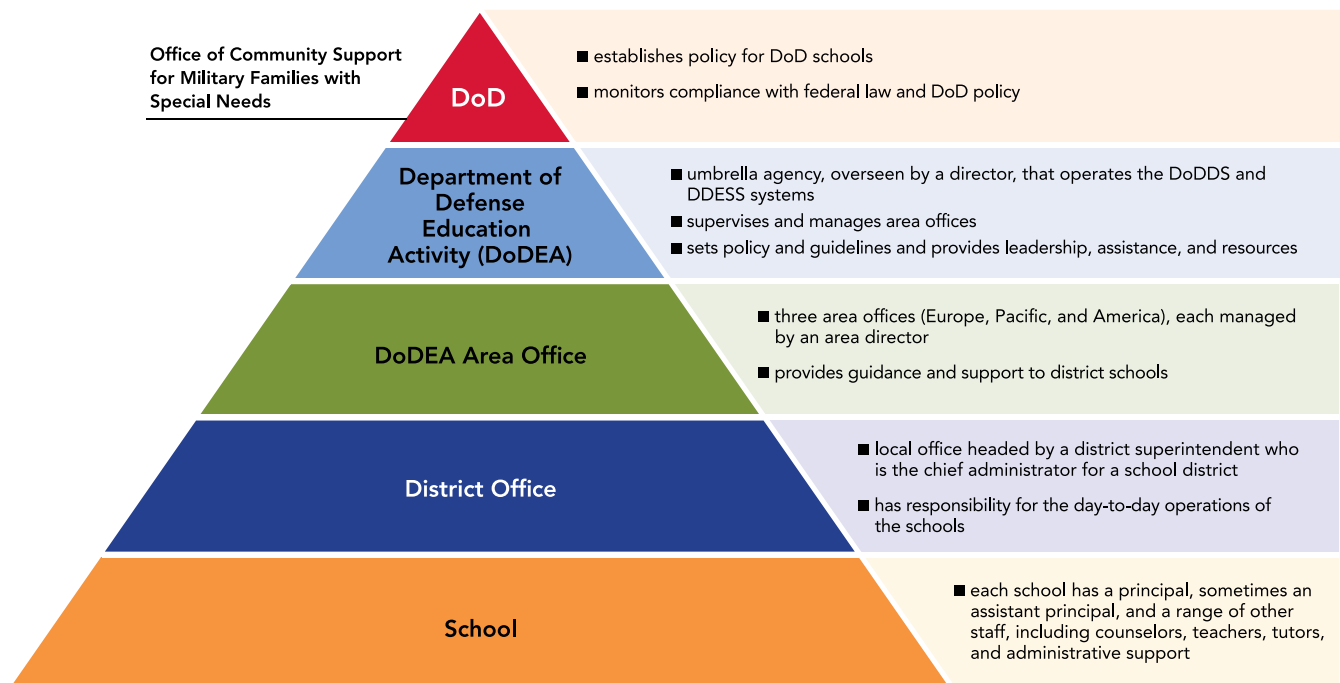 Office of Community Support
for Military Families with
Special Needs
DoD
■ establishes policy for DoD schools
■ monitors compliance with federal law and DoD policy
Department of
Defense
Education
Activity (DoDEA)
■ umbrella agency, overseen by a director, that operates the DoDDS and
DDESS systems
■ supervises and manages area offices
■ sets policy and guidelines and provides leadership, assistance, and resources
DoDEA Area Office
■ three area offices (Europe, Pacific, and America), each managed
by an area director
■ provides guidance and support to district schools
District Office
■ local office headed by a district superintendent who
is the chief administrator for a school district
■ has responsibility for the day-to-day operations of
the schools
School
■ each school has a principal, sometimes an
assistant principal, and a range of other
staff, including counselors, teachers, tutors,
and administrative support